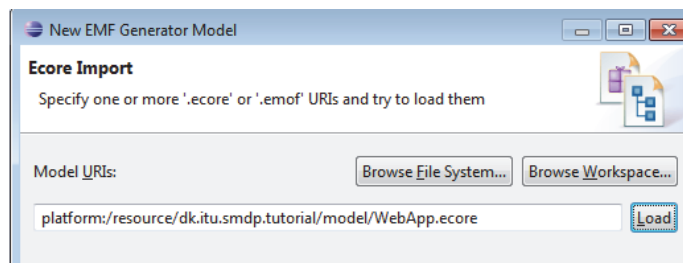 New EMF Generator Model
Ecore Import
Specify one or more '.ecore' or '.emof' URIs and try to load them
Model URIs: Browse File System... Browse Workspace...
platform:/resource/dk.itu.smdp.tutorial/model/WebApp.ecore Load